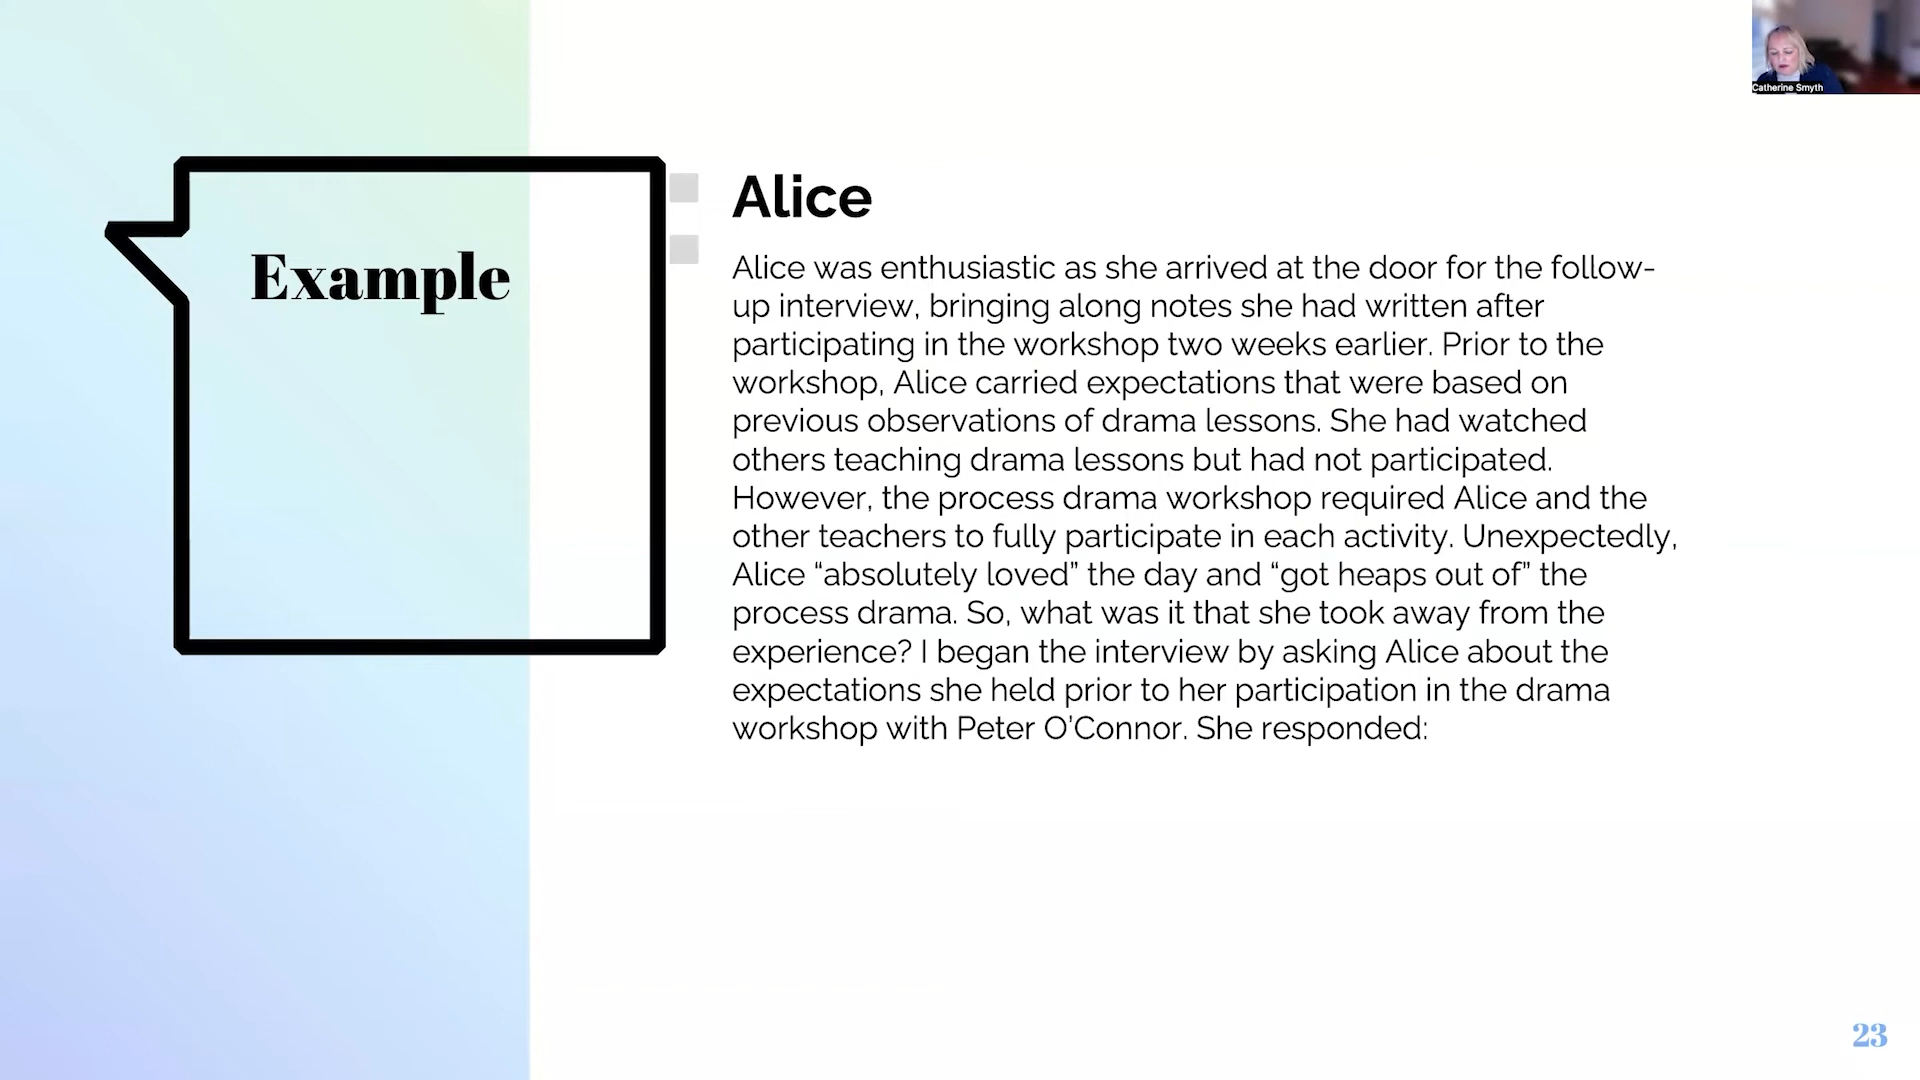 Catherine Smyth
Example
Alice
Alice was enthusiastic as she arrived at the door for the follow-
up interview, bringing along notes she had written after
participating in the workshop two weeks earlier. Prior to the
workshop, Alice carried expectations that were based on
previous observations of drama lessons. She had watched
others teaching drama lessons but had not participated.
However, the process drama workshop required Alice and the
other teachers to fully participate in each activity. Unexpectedly,
Alice “absolutely loved” the day and “got heaps out of” the
process drama. So, what was it that she took away from the
experience? I began the interview by asking Alice about the
expectations she held prior to her participation in the drama
workshop with Peter O’Connor. She responded:
23